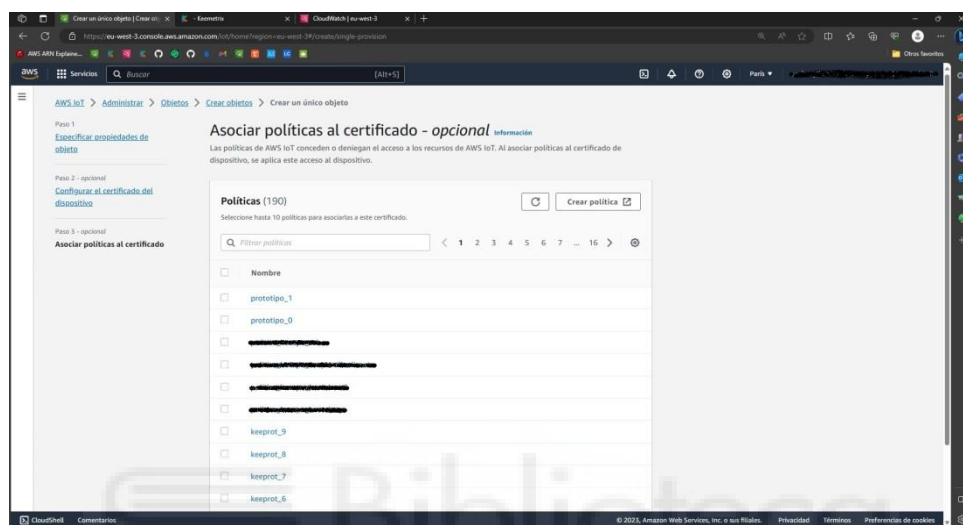 Crear un único objeto | Crear obj
- Keemetrix
CloudWatch | eu-west-3
https://eu-west-3.console.aws.amazon.com/iot/home?region=eu-west-3#/create/single-provision
AWS ARN Explaine...
Otros favoritos
aws
Servicios
Buscar
[Alt+S]
París
AWS IoT > Administrar > Objetos > Crear objetos > Crear un único objeto
Paso 1
Especificar propiedades de
objeto
Paso 2 - opcional
Configurar el certificado del
dispositivo
Paso 3 - opcional
Asociar políticas al certificado
Asociar políticas al certificado - opcional Información
Las políticas de AWS IoT conceden o deniegan el acceso a los recursos de AWS IoT. Al asociar políticas al certificado de
dispositivo, se aplica este acceso al dispositivo.
Políticas (190)
Crear política
Seleccione hasta 10 políticas para asociarlas a este certificado.
Filtrar políticas
< 1 2 3 4 5 6 7 ... 16 >
Nombre
prototipo_1
prototipo_0
keeprot_9
keeprot_8
keeprot_7
keeprot_6
Biblioteca
CloudShell Comentarios
© 2023, Amazon Web Services, Inc. o sus filiales. Privacidad Términos Preferencias de cookies